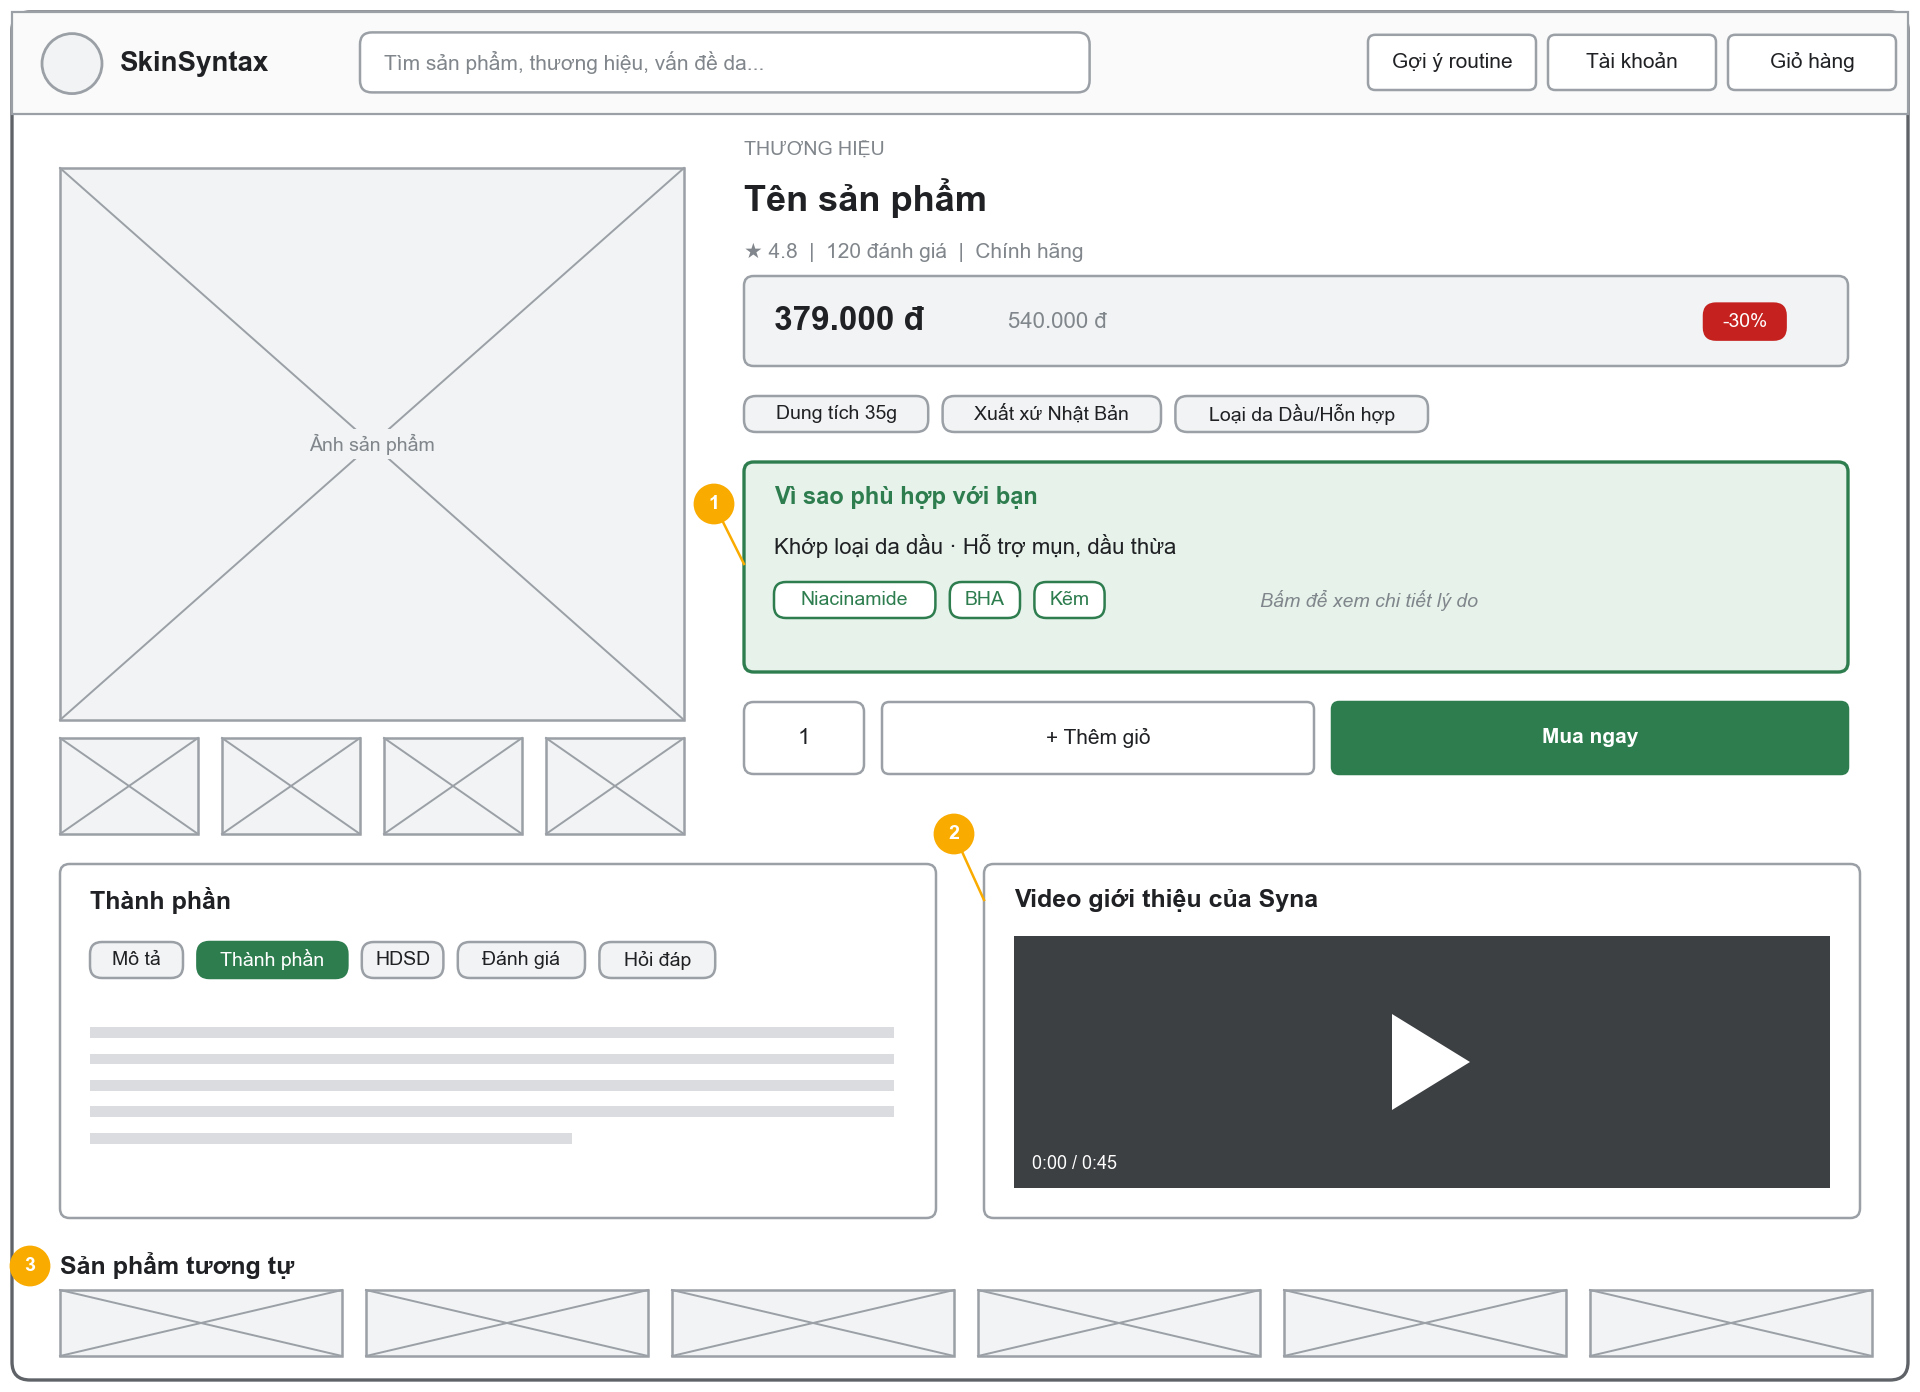 SkinSyntax
Tìm sản phẩm, thương hiệu, vấn đề da...
Gợi ý routine
Tài khoản
Giỏ hàng
THƯƠNG HIỆU
Tên sản phẩm
★ 4.8 | 120 đánh giá | Chính hãng
379.000 đ
540.000 đ
-30%
Ảnh sản phẩm
Dung tích 35g
Xuất xứ Nhật Bản
Loại da Dầu/Hỗn hợp
1
Vì sao phù hợp với bạn
Khớp loại da dầu · Hỗ trợ mụn, dầu thừa
Niacinamide
BHA
Kẽm
Bấm để xem chi tiết lý do
1
+ Thêm giỏ
Mua ngay
2
Thành phần
Mô tả
Thành phần
HDSD
Đánh giá
Hỏi đáp
Video giới thiệu của Syna
0:00 / 0:45
3
Sản phẩm tương tự